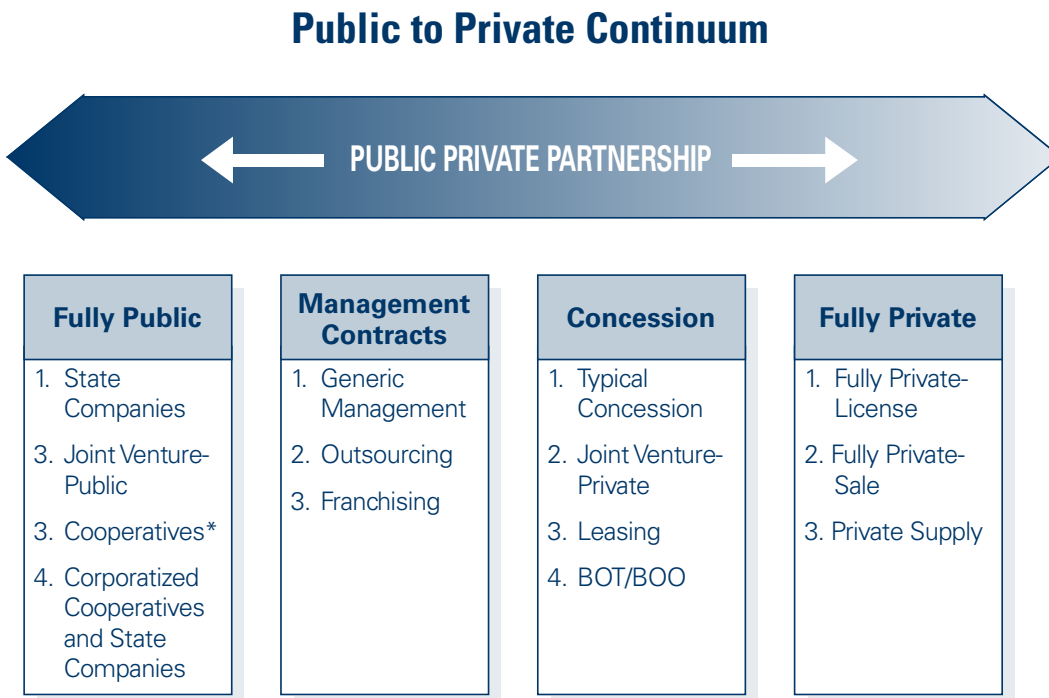 Public to Private Continuum
PUBLIC PRIVATE PARTNERSHIP
Fully Public
1. State
Companies
3. Joint Venture-
Public
3. Cooperatives*
4. Corporatized
Cooperatives
and State
Companies
Management
Contracts
1. Generic
Management
2. Outsourcing
3. Franchising
Concession
1. Typical
Concession
2. Joint Venture-
Private
3. Leasing
4. BOT/BOO
Fully Private
1. Fully Private-
License
2. Fully Private-
Sale
3. Private Supply